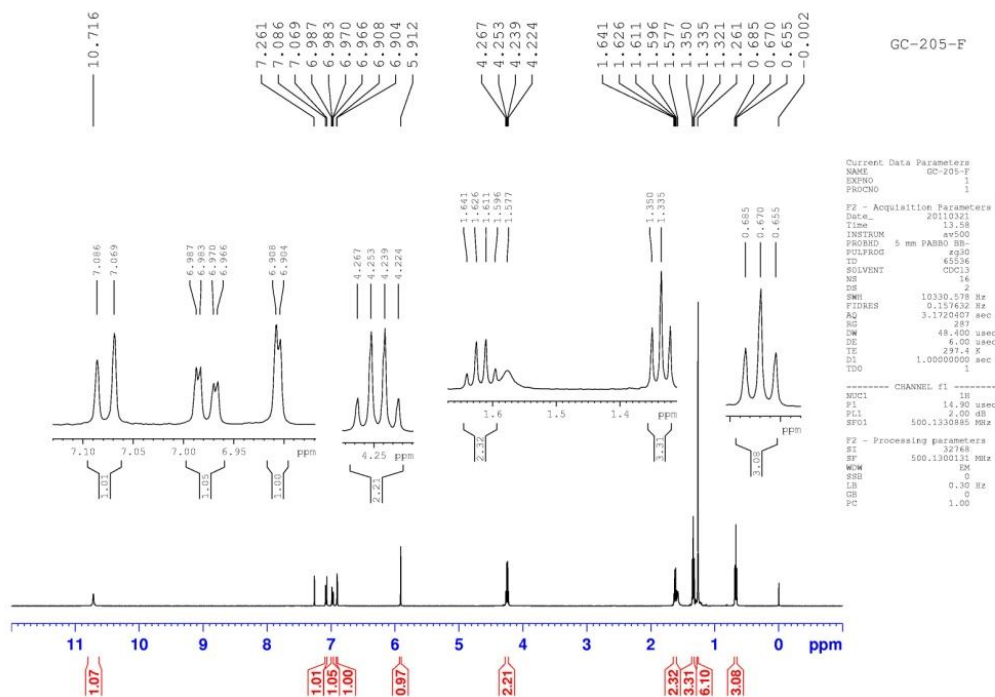 10.716
7.261
7.086
7.069
6.987
6.983
6.970
6.966
6.908
6.904
5.912
4.267
4.253
4.239
4.224
1.641
1.626
1.611
1.596
1.577
1.350
1.335
1.321
1.261
0.685
0.670
0.655
-0.002
GC-205-F
Current Data Parameters
NAME GC-205-F
EXPNO 1
PROCNO 1
F2 - Acquisition Parameters
Date_ 20110321
Time 13.58
INSTRUM av500
PROBHD 5 mm PABBO BB-
PULPROG zg30
TD 65536
SOLVENT CDCl3
NS 16
DS 2
SWH 10330.578 Hz
FIDRES 0.157632 Hz
AQ 3.1720407 sec
RG 287
DW 48.400 usec
DE 6.00 usec
TE 297.4 K
D1 1.00000000 sec
TD0 1
======== CHANNEL f1 ========
NUC1 1H
P1 14.90 usec
PL1 2.00 dB
SFO1 500.1330885 MHz
F2 - Processing parameters
SI 32768
SF 500.1300131 MHz
WDW EM
SSB 0
LB 0.30 Hz
GB 0
PC 1.00
7.086
7.069
6.987
6.983
6.970
6.966
6.908
6.904
4.267
4.253
4.239
4.224
1.641
1.626
1.611
1.596
1.577
1.350
1.335
0.685
0.670
0.655
7.10 7.05 7.00 6.95 ppm
4.25 ppm
1.6 1.5 1.4 ppm
ppm
1.01
1.05
1.00
2.21
2.32
3.31
3.08
11 10 9 8 7 6 5 4 3 2 1 0 ppm
1.07
1.01
1.05
1.00
0.97
2.21
2.32
3.31
6.10
3.08